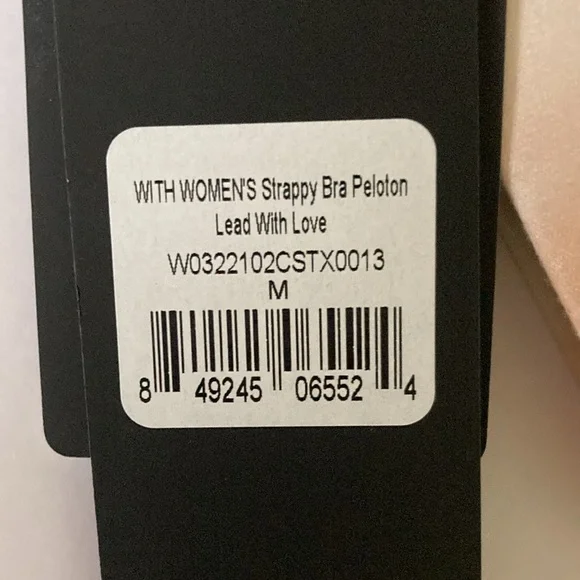 WITH WOMEN'S Strappy Bra Peloton
Lead With Love
W0322102CSTX0013
M
8 49245 06552 4